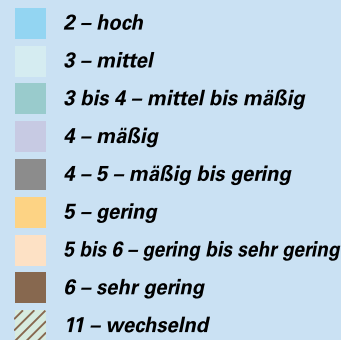 2 – hoch
3 – mittel
3 bis 4 – mittel bis mäßig
4 – mäßig
4 – 5 – mäßig bis gering
5 – gering
5 bis 6 – gering bis sehr gering
6 – sehr gering
11 – wechselnd